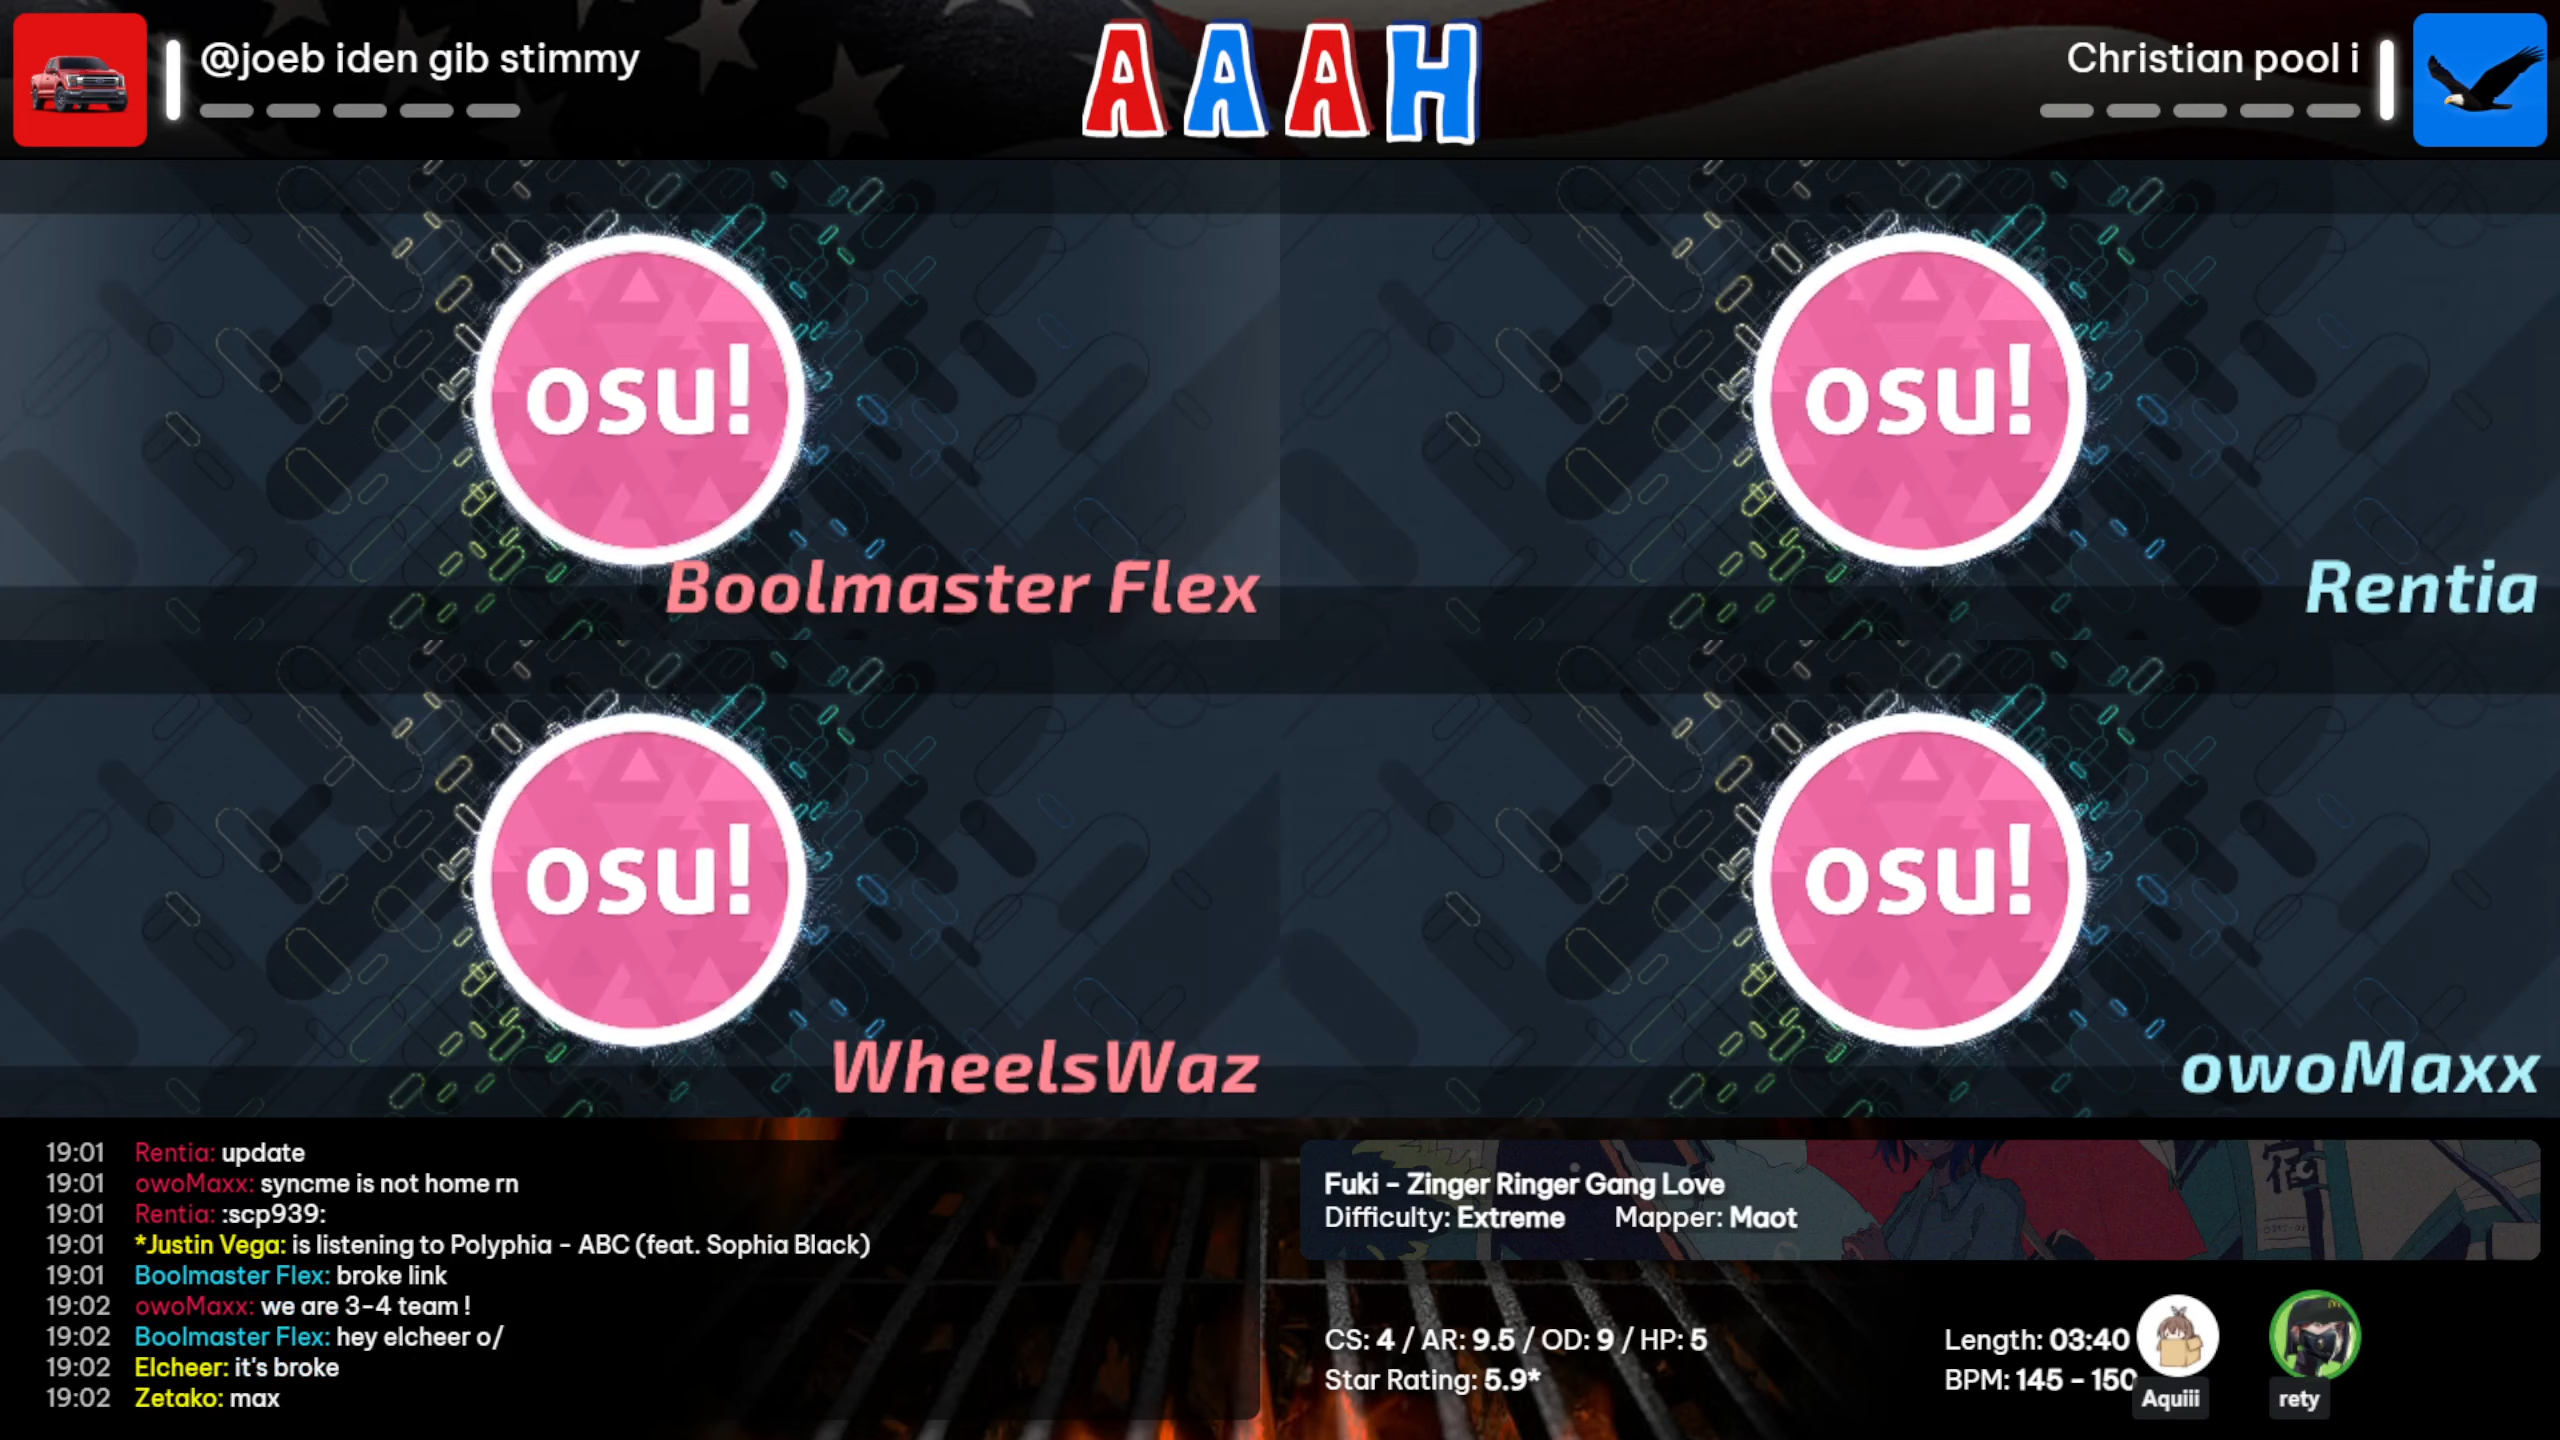 @joeb iden gib stimmy
AAAH
Christian pool i
osu!
Boolmaster Flex
osu!
Rentia
osu!
WheelsWaz
osu!
owoMaxx
19:01 Rentia: update
19:01 owoMaxx: syncme is not home rn
19:01 Rentia: :scp939:
19:01 *Justin Vega: is listening to Polyphia - ABC (feat. Sophia Black)
19:01 Boolmaster Flex: broke link
19:02 owoMaxx: we are 3-4 team !
19:02 Boolmaster Flex: hey elcheer o/
19:02 Elcheer: it's broke
19:02 Zetako: max
Fuki - Zinger Ringer Gang Love
Difficulty: Extreme Mapper: Maot
宿
CS: 4 / AR: 9.5 / OD: 9 / HP: 5
Star Rating: 5.9*
Length: 03:40
BPM: 145 - 150
Aquiii
rety